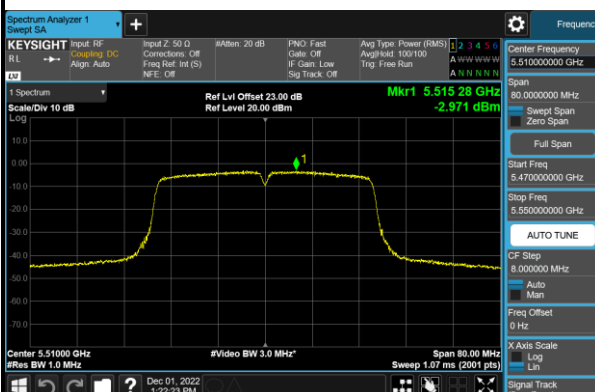 Spectrum Analyzer 1
Swept SA
+
Frequenc
KEYSIGHT
Input: RF
Input Z: 50 Ω
#Atten: 20 dB
PNO: Fast
Avg Type: Power (RMS)
1 2 3 4 5 6
RL
Coupling: DC
Corrections: Off
Gate: Off
Avg|Hold: 100/100
A W W W W W
Align: Auto
Freq Ref: Int (S)
IF Gain: Low
Trig: Free Run
NFE: Off
Sig Track: Off
A N N N N N
LXI
1 Spectrum
Ref Lvl Offset 23.00 dB
Mkr1 5.515 28 GHz
Scale/Div 10 dB
Ref Level 20.00 dBm
-2.971 dBm
Log
10.0
0.00
-10.0
-20.0
-30.0
-40.0
-50.0
-60.0
-70.0
1
Center 5.51000 GHz
#Video BW 3.0 MHz*
Span 80.00 MHz
#Res BW 1.0 MHz
Sweep 1.07 ms (2001 pts)
Center Frequency
5.510000000 GHz
Span
80.0000000 MHz
Swept Span
Zero Span
Full Span
Start Freq
5.470000000 GHz
Stop Freq
5.550000000 GHz
AUTO TUNE
CF Step
8.000000 MHz
Auto
Man
Freq Offset
0 Hz
X Axis Scale
Log
Lin
Signal Track
?
Dec 01, 2022
1:22:23 PM